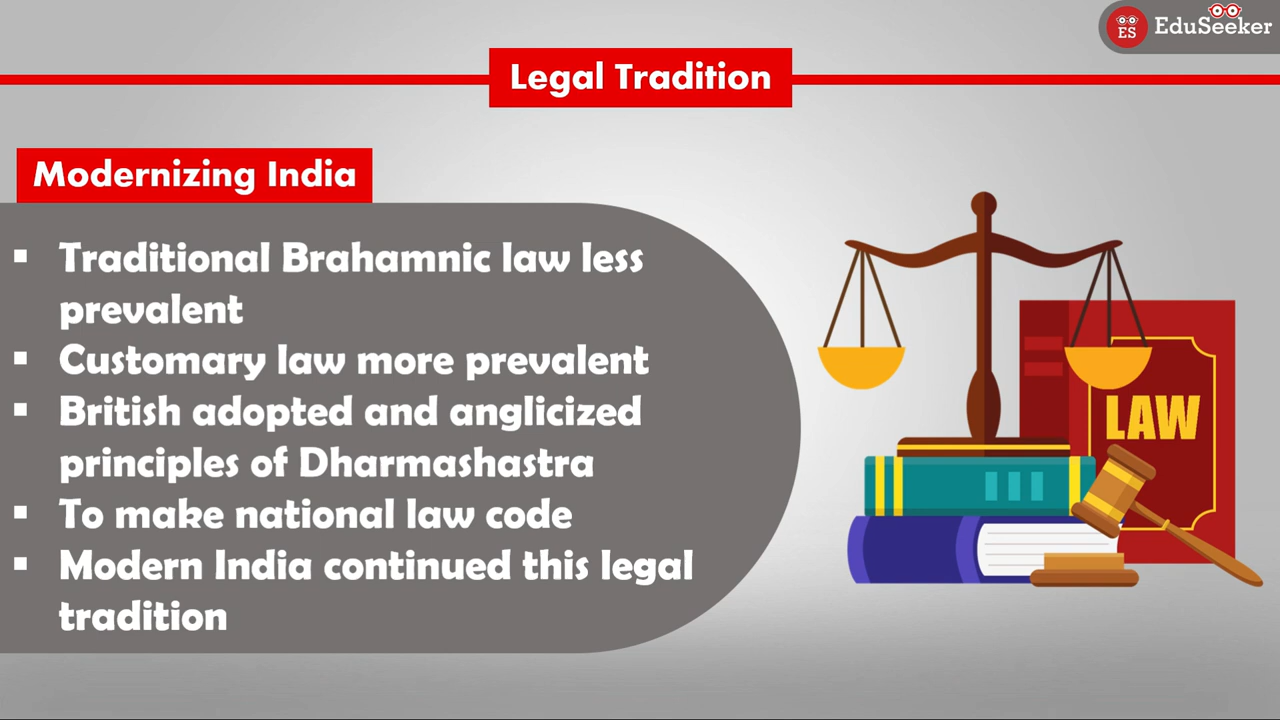 ES EduSeeker
Legal Tradition
Modernizing India
▪ Traditional Brahamnic law less
prevalent
▪ Customary law more prevalent
▪ British adopted and anglicized
principles of Dharmashastra
▪ To make national law code
▪ Modern India continued this legal
tradition
LAW